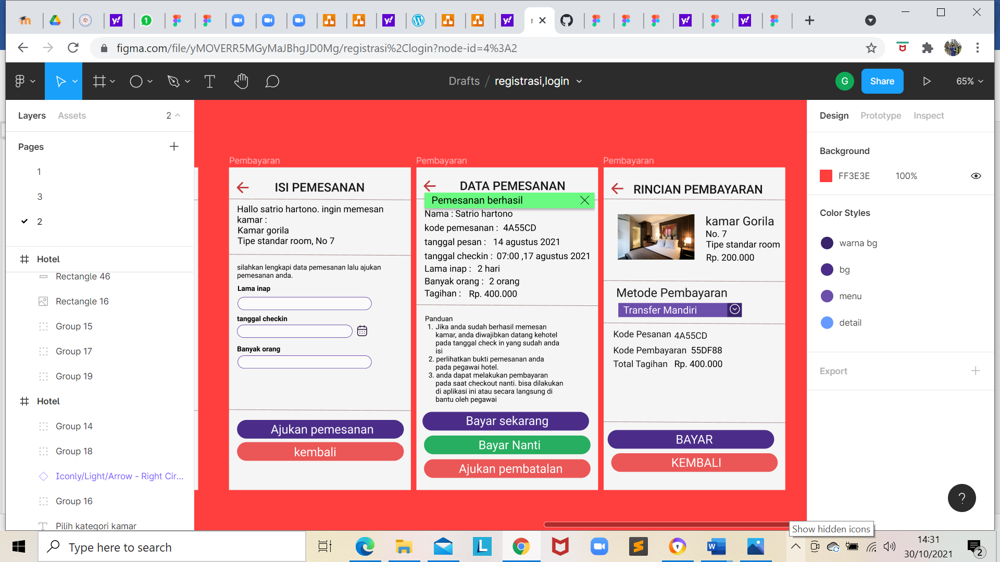 figma.com/file/yMOVERR5MGyMaJBhgJD0Mg/registrasi%2Clogin?node-id=4%3A2
Drafts / registrasi,login
G
Share
65%
Layers
Assets
2
Pages
1
3
2
Hotel
Rectangle 46
Rectangle 16
Group 15
Group 17
Group 19
Hotel
Group 14
Group 18
Iconly/Light/Arrow - Right Cir...
Group 16
Pilih kategori kamar
Pembayaran
ISI PEMESANAN
Hallo satrio hartono. ingin memesan
kamar :
Kamar gorila
Tipe standar room, No 7
silahkan lengkapi data pemesanan lalu ajukan
pemesanan anda.
Lama inap
tanggal checkin
Banyak orang
Ajukan pemesanan
kembali
Pembayaran
DATA PEMESANAN
Pemesanan berhasil
Nama : Satrio hartono
kode pemesanan : 4A55CD
tanggal pesan : 14 agustus 2021
tanggal checkin : 07:00 ,17 agustus 2021
Lama inap : 2 hari
Banyak orang : 2 orang
Tagihan : Rp. 400.000
Panduan
1. Jika anda sudah berhasil memesan
kamar, anda diwajibkan datang kehotel
pada tanggal check in yang sudah anda
isi
2. perlihatkan bukti pemesanan anda
pada pegawai hotel.
3. anda dapat melakukan pembayaran
pada saat checkout nanti. bisa dilakukan
di aplikasi ini atau secara langsung di
bantu oleh pegawai
Bayar sekarang
Bayar Nanti
Ajukan pembatalan
Pembayaran
RINCIAN PEMBAYARAN
kamar Gorila
No. 7
Tipe standar room
Rp. 200.000
Metode Pembayaran
Transfer Mandiri
Kode Pesanan 4A55CD
Kode Pembayaran 55DF88
Total Tagihan Rp. 400.000
BAYAR
KEMBALI
Design
Prototype
Inspect
Background
FF3E3E
100%
Color Styles
warna bg
bg
menu
detail
Export
?
Show hidden icons
Type here to search
14:31
30/10/2021
2